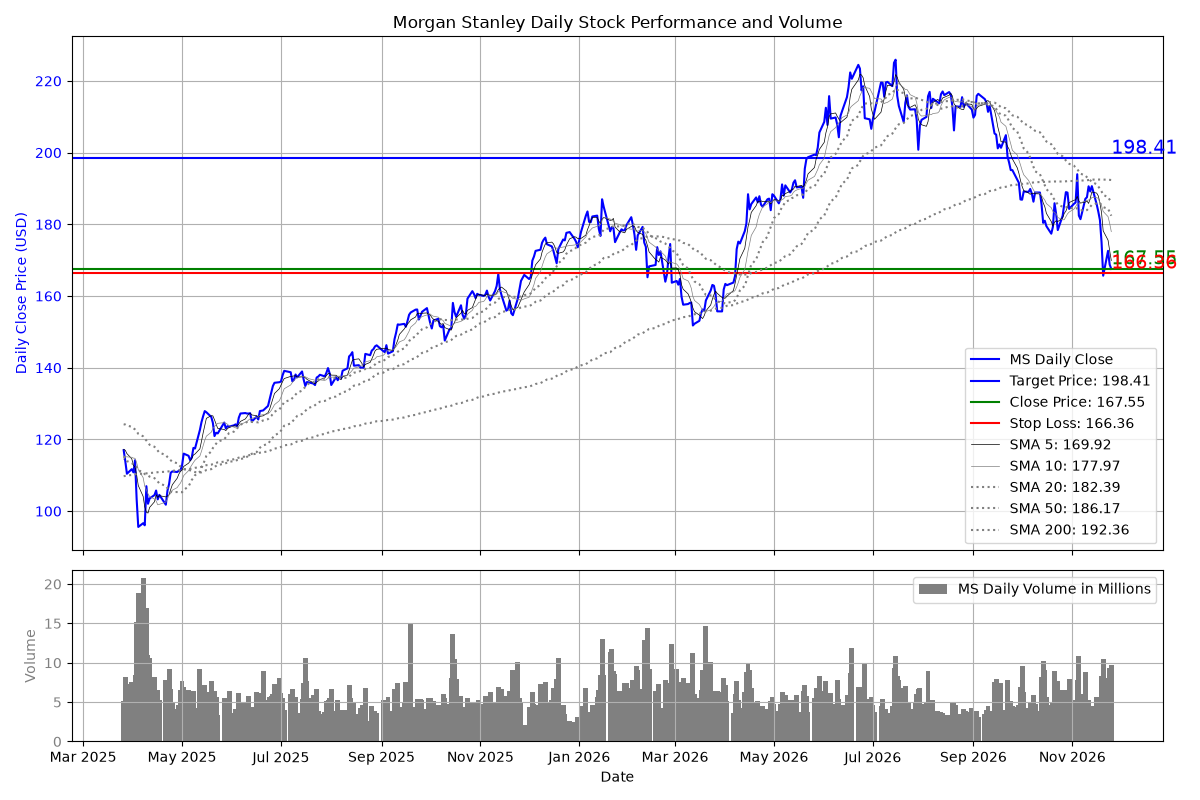 Morgan Stanley Daily Stock Performance and Volume
Daily Close Price (USD)
220
200
180
160
140
120
100
198.41
167.55
166.36
MS Daily Close
Target Price: 198.41
Close Price: 167.55
Stop Loss: 166.36
SMA 5: 169.92
SMA 10: 177.97
SMA 20: 182.39
SMA 50: 186.17
SMA 200: 192.36
Volume
20
15
10
5
0
MS Daily Volume in Millions
Mar 2025 May 2025 Jul 2025 Sep 2025 Nov 2025 Jan 2026 Mar 2026 May 2026 Jul 2026 Sep 2026 Nov 2026
Date